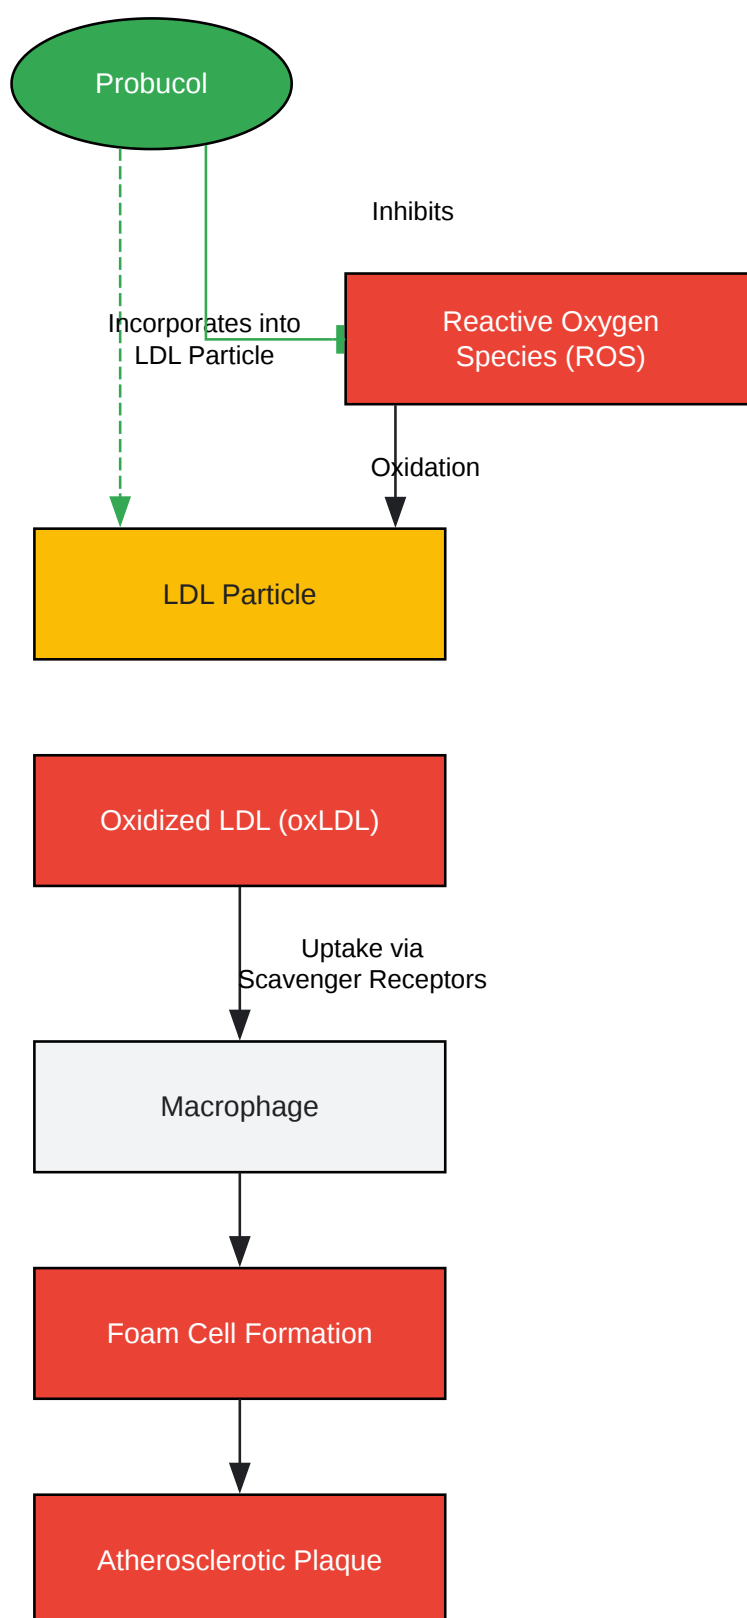 Probucol
Inhibits
Incorporates into
LDL Particle
Reactive Oxygen
Species (ROS)
Oxidation
LDL Particle
Oxidized LDL (oxLDL)
Uptake via
Scavenger Receptors
Macrophage
Foam Cell Formation
Atherosclerotic Plaque